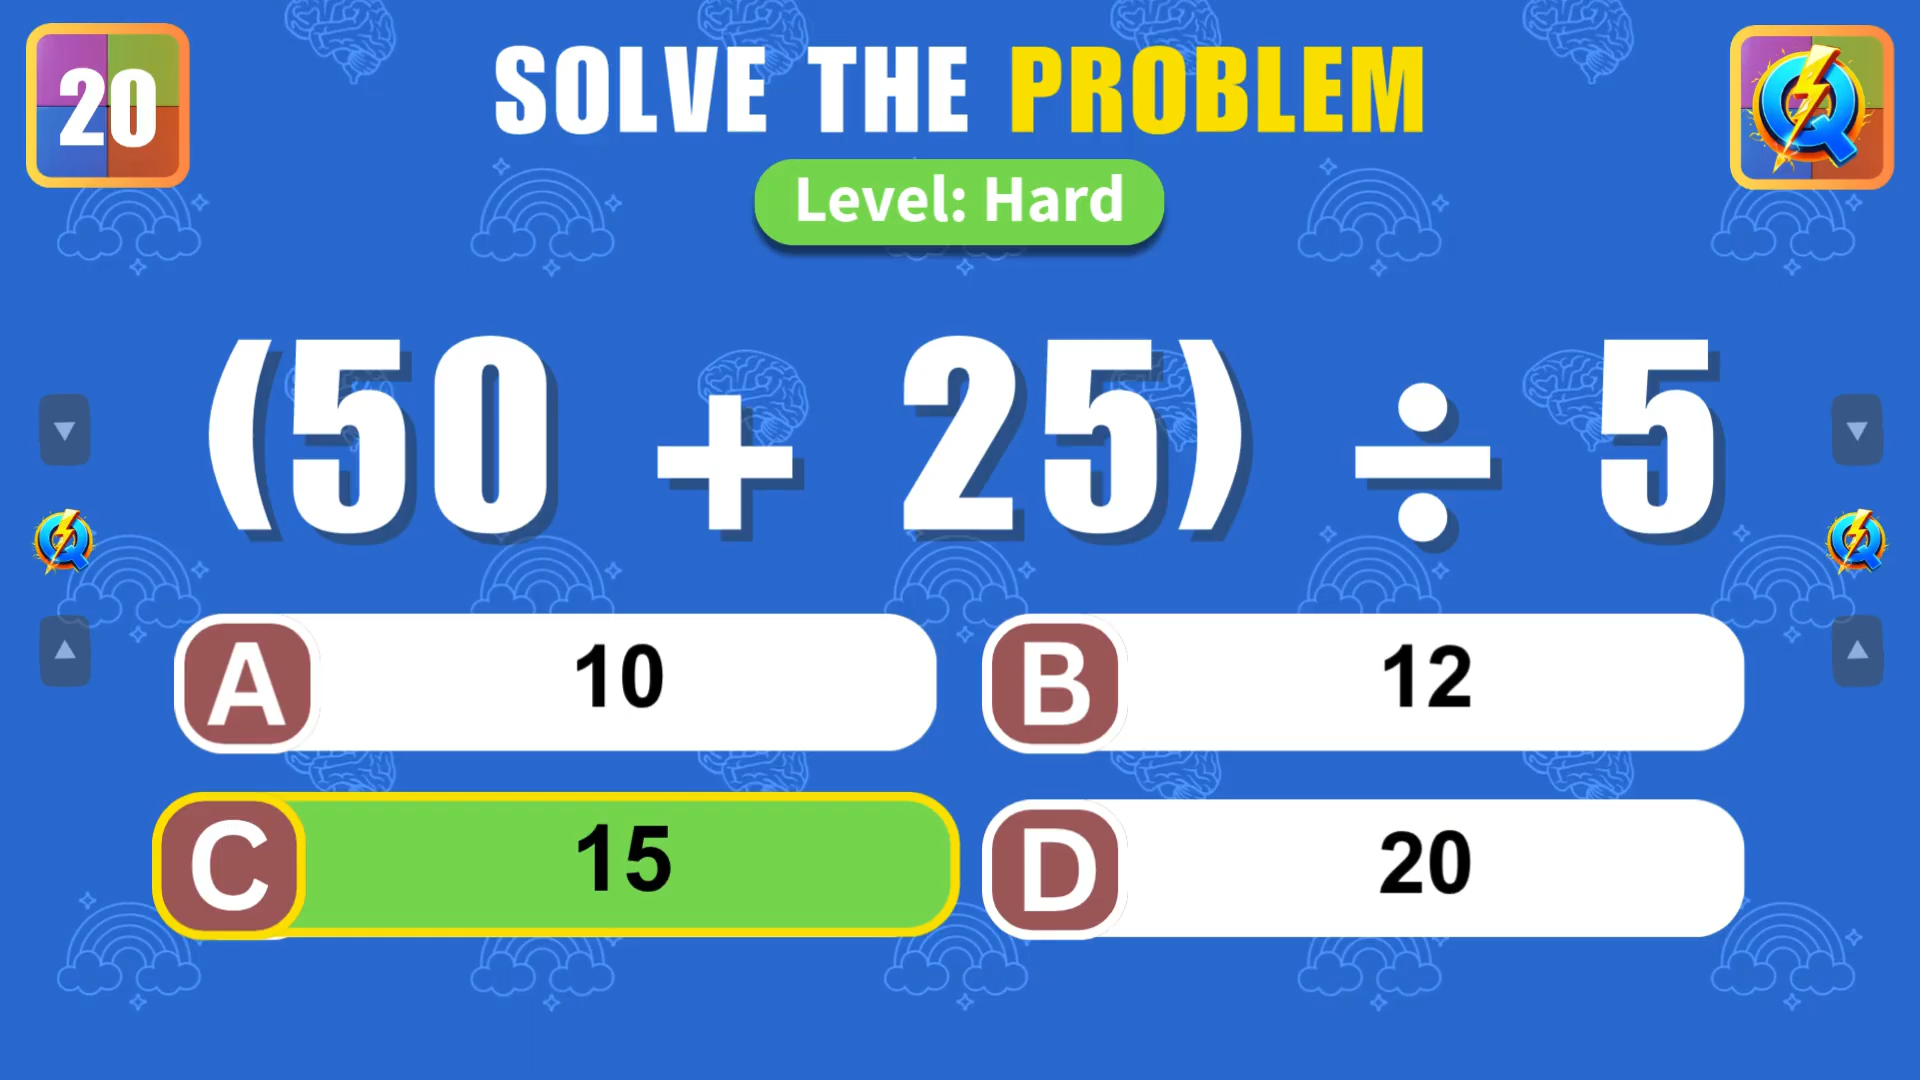 20
SOLVE THE PROBLEM
Level: Hard
(50 + 25) ÷ 5
A 10
B 12
C 15
D 20